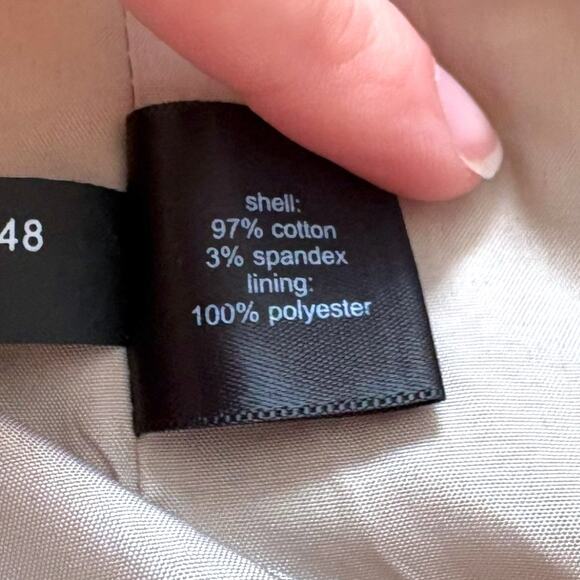 48
shell:
97% cotton
3% spandex
lining:
100% polyester